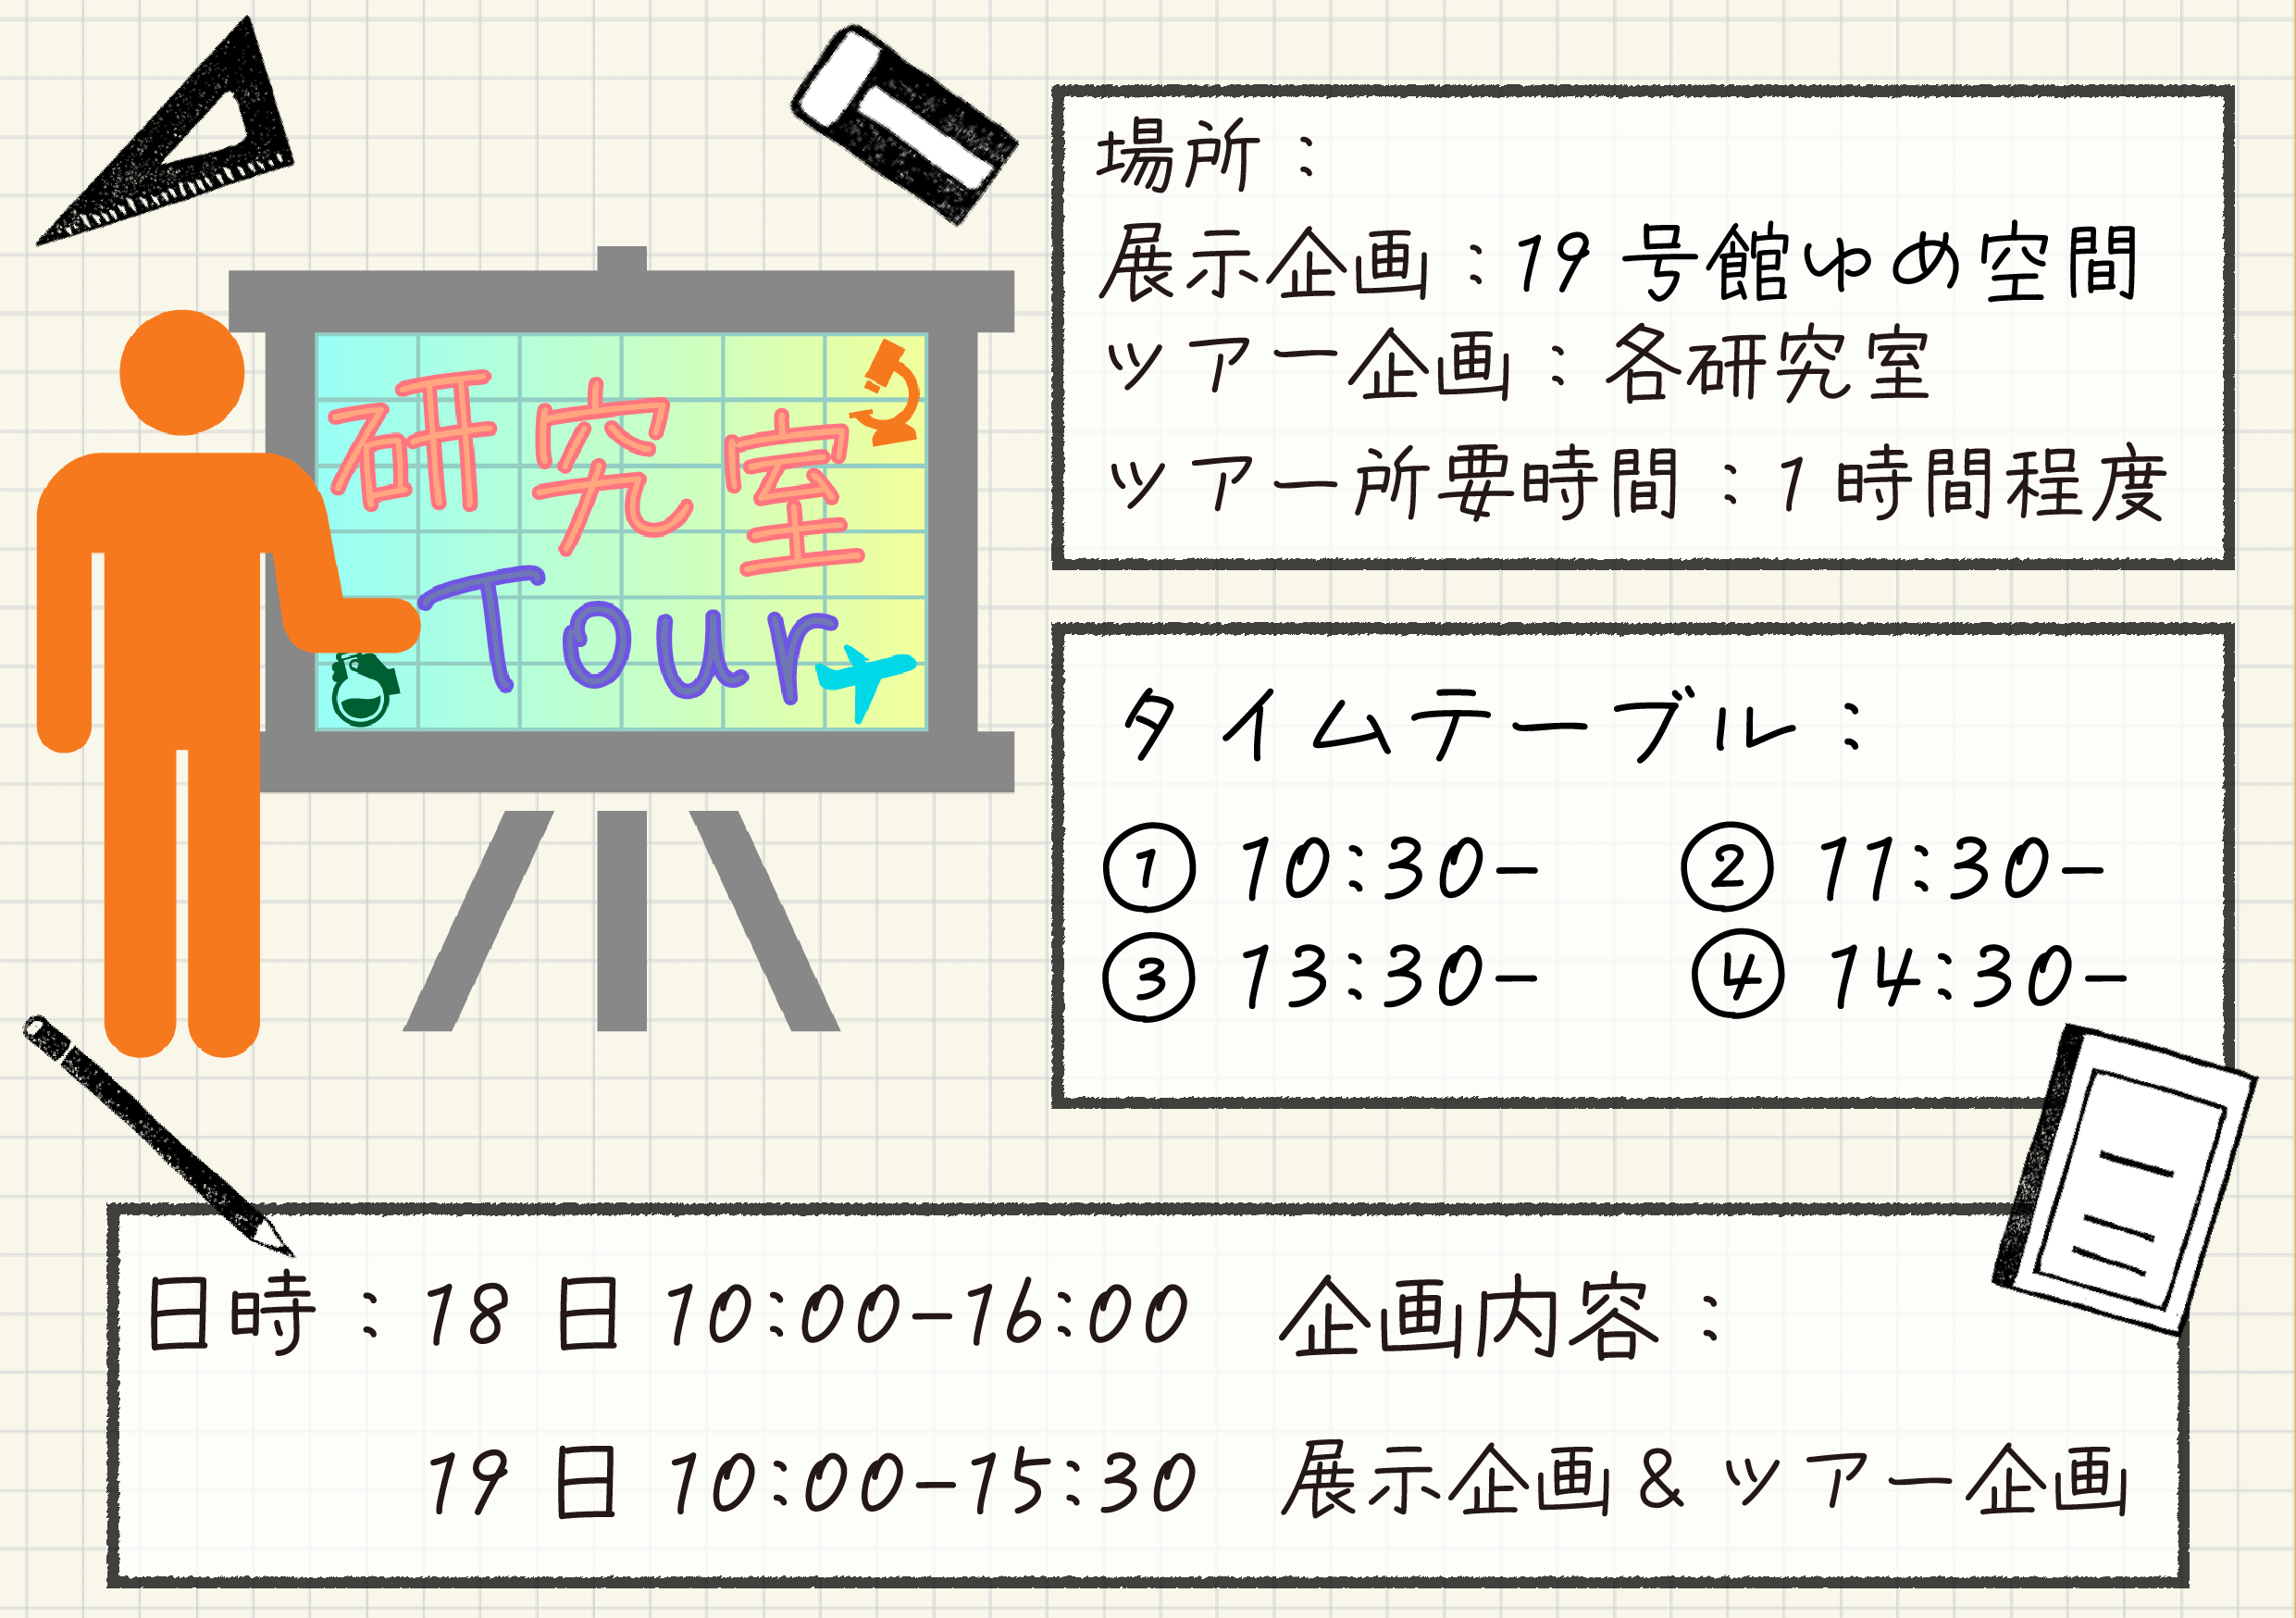 研究室
Tour
場所：
展示企画：19号館ゆめ空間
ツアー企画：各研究室
ツアー所要時間：1時間程度
タイムテーブル：
① 10:30-　② 11:30-
③ 13:30-　④ 14:30-
日時：18日 10:00-16:00　企画内容：
19日 10:00-15:30　展示企画＆ツアー企画